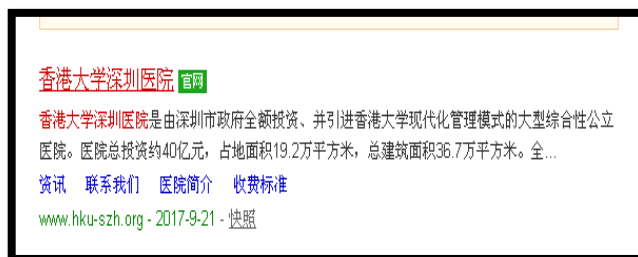 香港大学深圳医院 官网
香港大学深圳医院是由深圳市政府全额投资、并引进香港大学现代化管理模式的大型综合性公立
医院。医院总投资约40亿元，占地面积19.2万平方米，总建筑面积36.7万平方米。全...
资讯 联系我们 医院简介 收费标准
www.hku-szh.org - 2017-9-21 - 快照